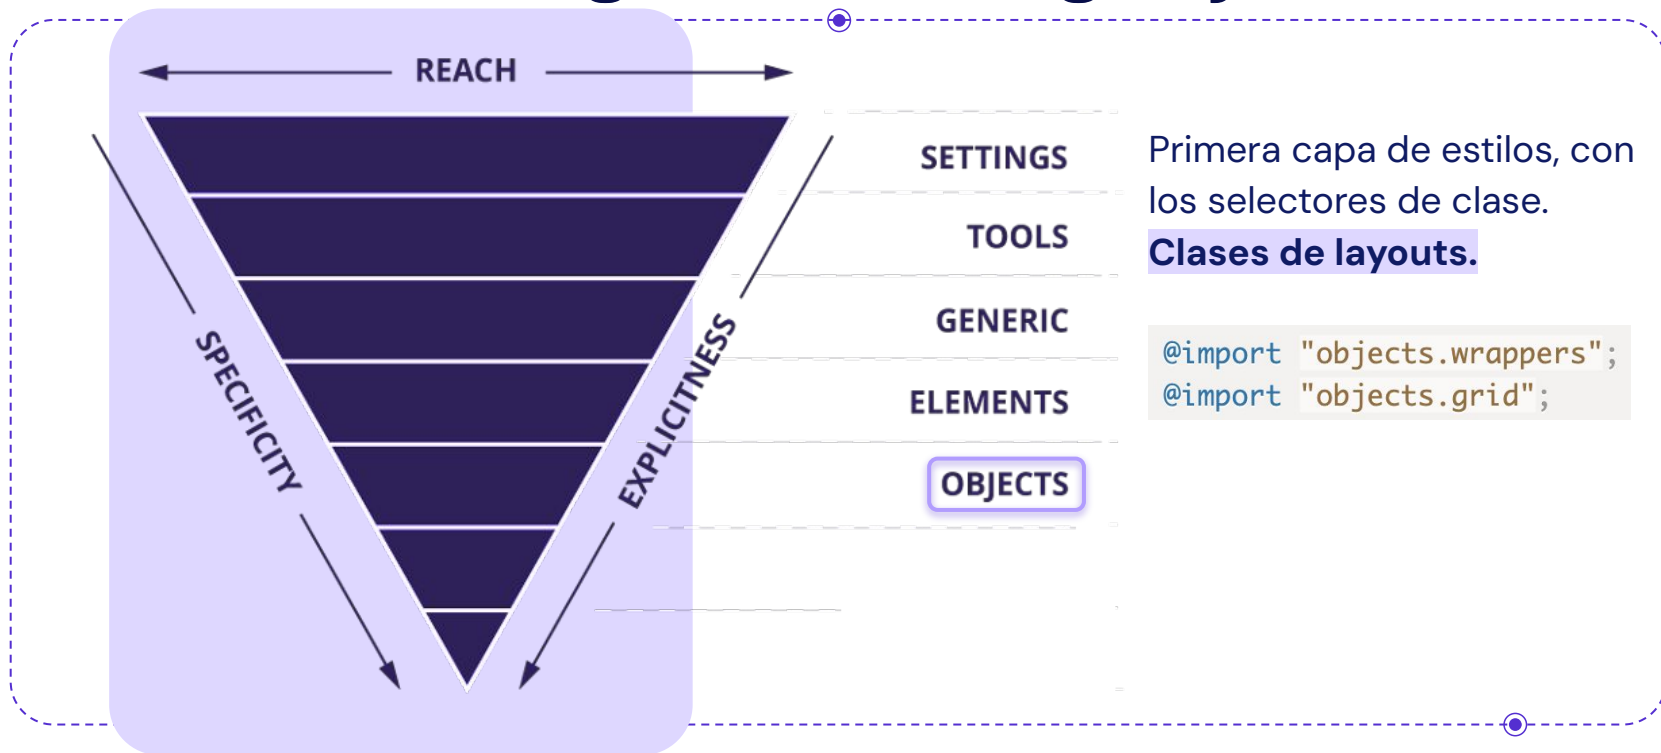 REACH
SPECIFICITY
EXPLICITNESS
SETTINGS
TOOLS
GENERIC
ELEMENTS
OBJECTS
Primera capa de estilos, con
los selectores de clase.
Clases de layouts.
@import "objects.wrappers";
@import "objects.grid";